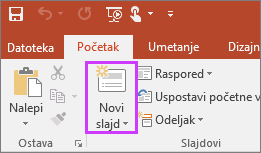 Datoteka Početak Umetanje Dizajn
Nalepi
Novi
slajd
Raspored
Uspostavi početne v
Odeljak
Ostava
Slajdovi